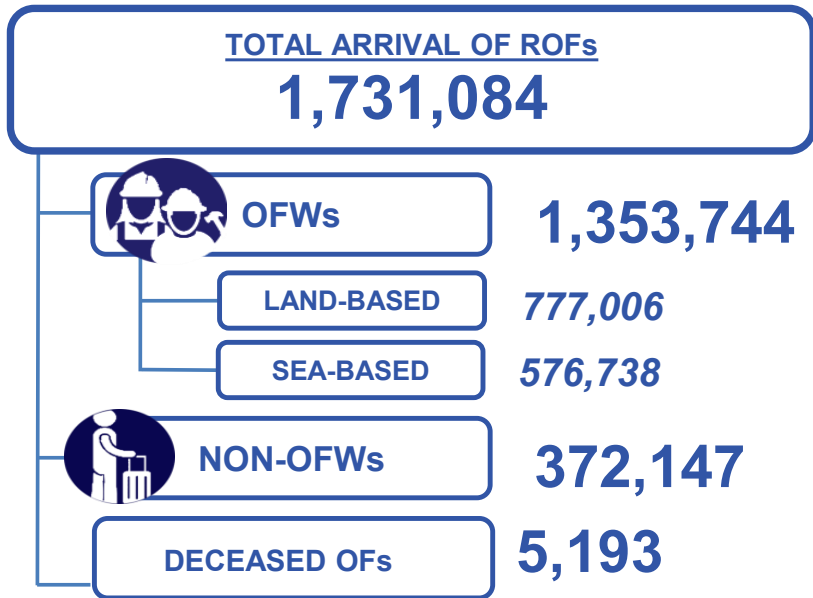 TOTAL ARRIVAL OF ROFs
1,731,084
OFWs 1,353,744
LAND-BASED 777,006
SEA-BASED 576,738
NON-OFWs 372,147
DECEASED OFs 5,193